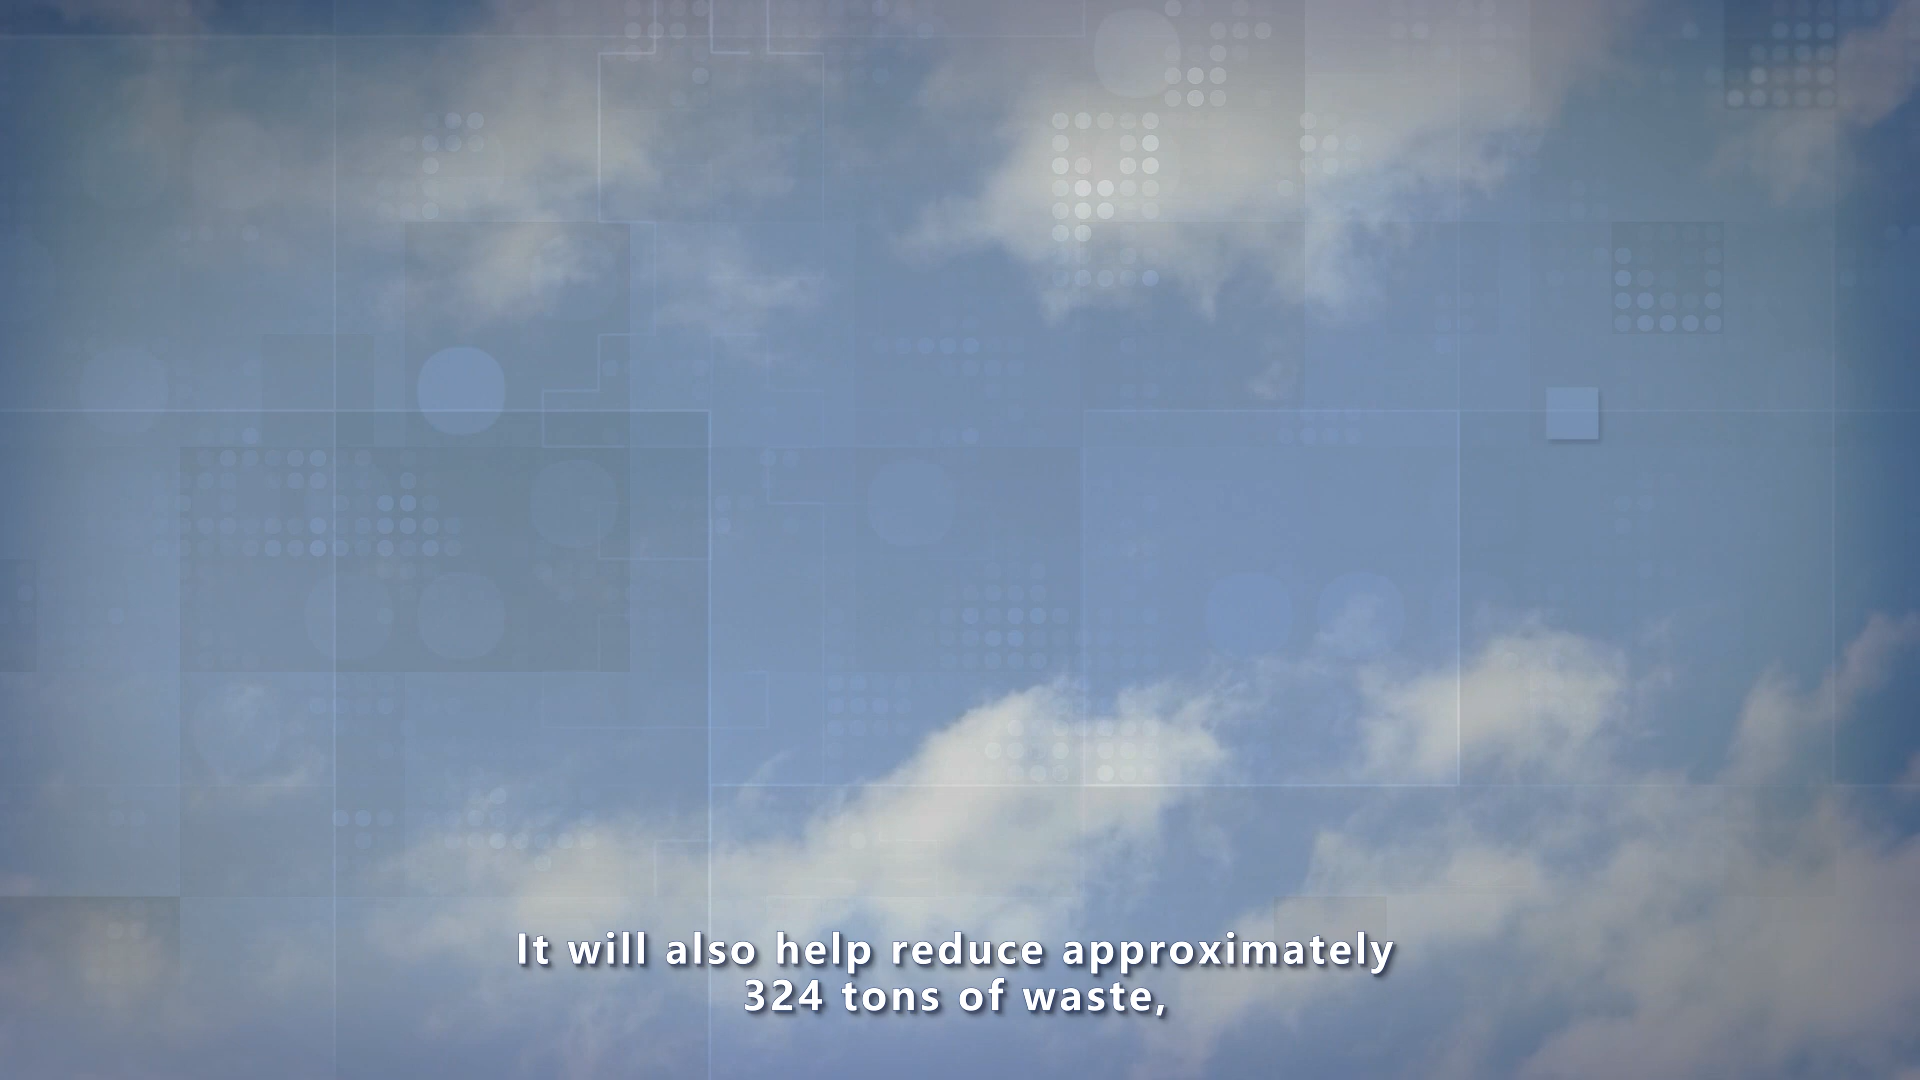 It will also help reduce approximately
324 tons of waste,